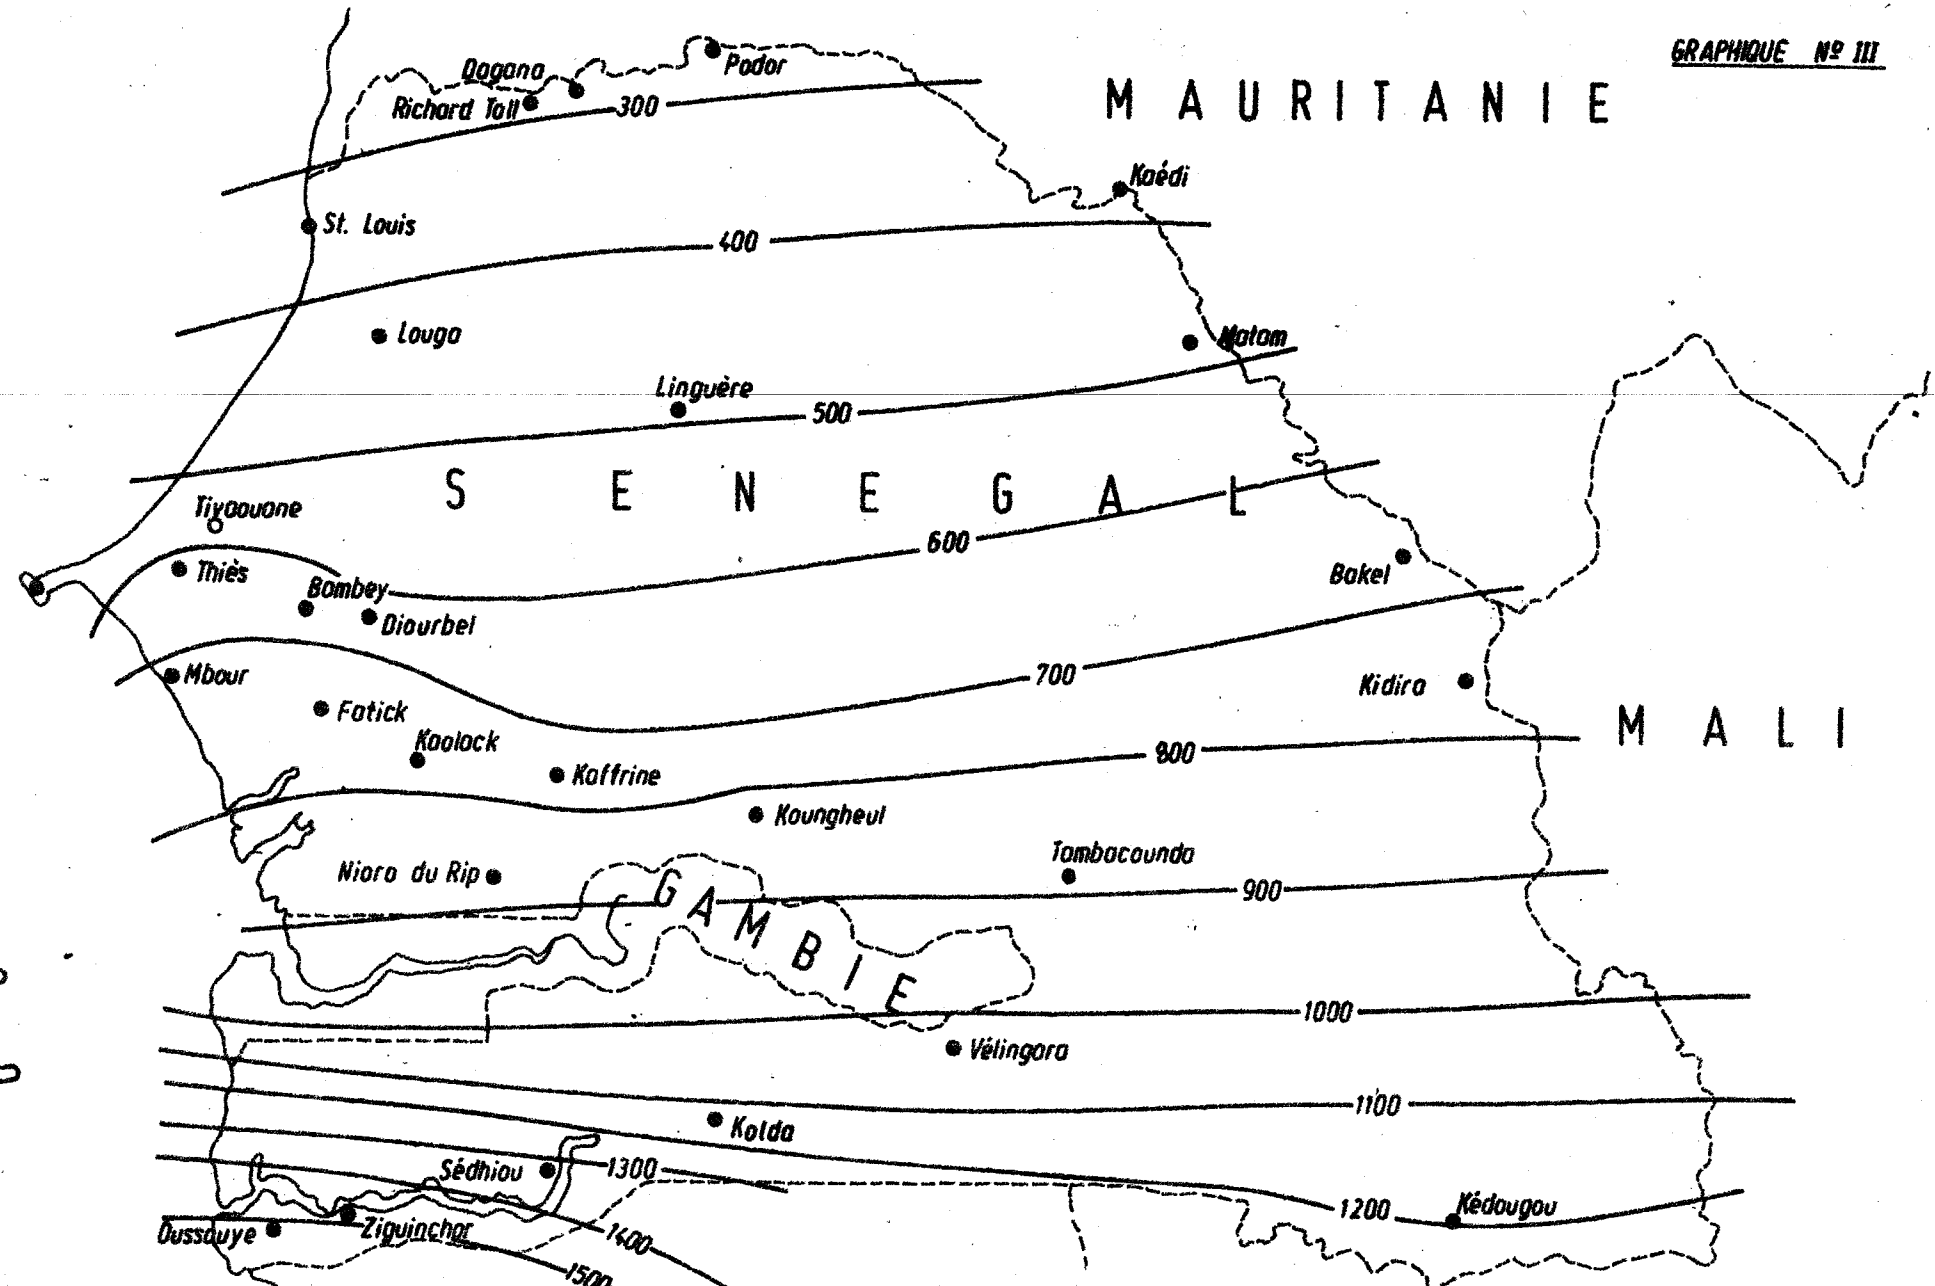 GRAPHIQUE Nº III
Podor
Dagana
MAURITANIE
Richard Toll
300
Kaédi
St. Louis
400
Louga
Matam
Linguère
500
SENEGAL
Tivaouane
600
Thiès
Bakel
Bambey
Diourbel
700
Mbour
Kidira
Fatick
MALI
Kaolack
800
Kaffrine
Koungheul
Tambacounda
Nioro du Rip
900
GAMBIE
1000
Vélingara
1100
Kolda
Sédhiou
1300
1200
Kédougou
Oussouye
Ziguinchor
1400
1500